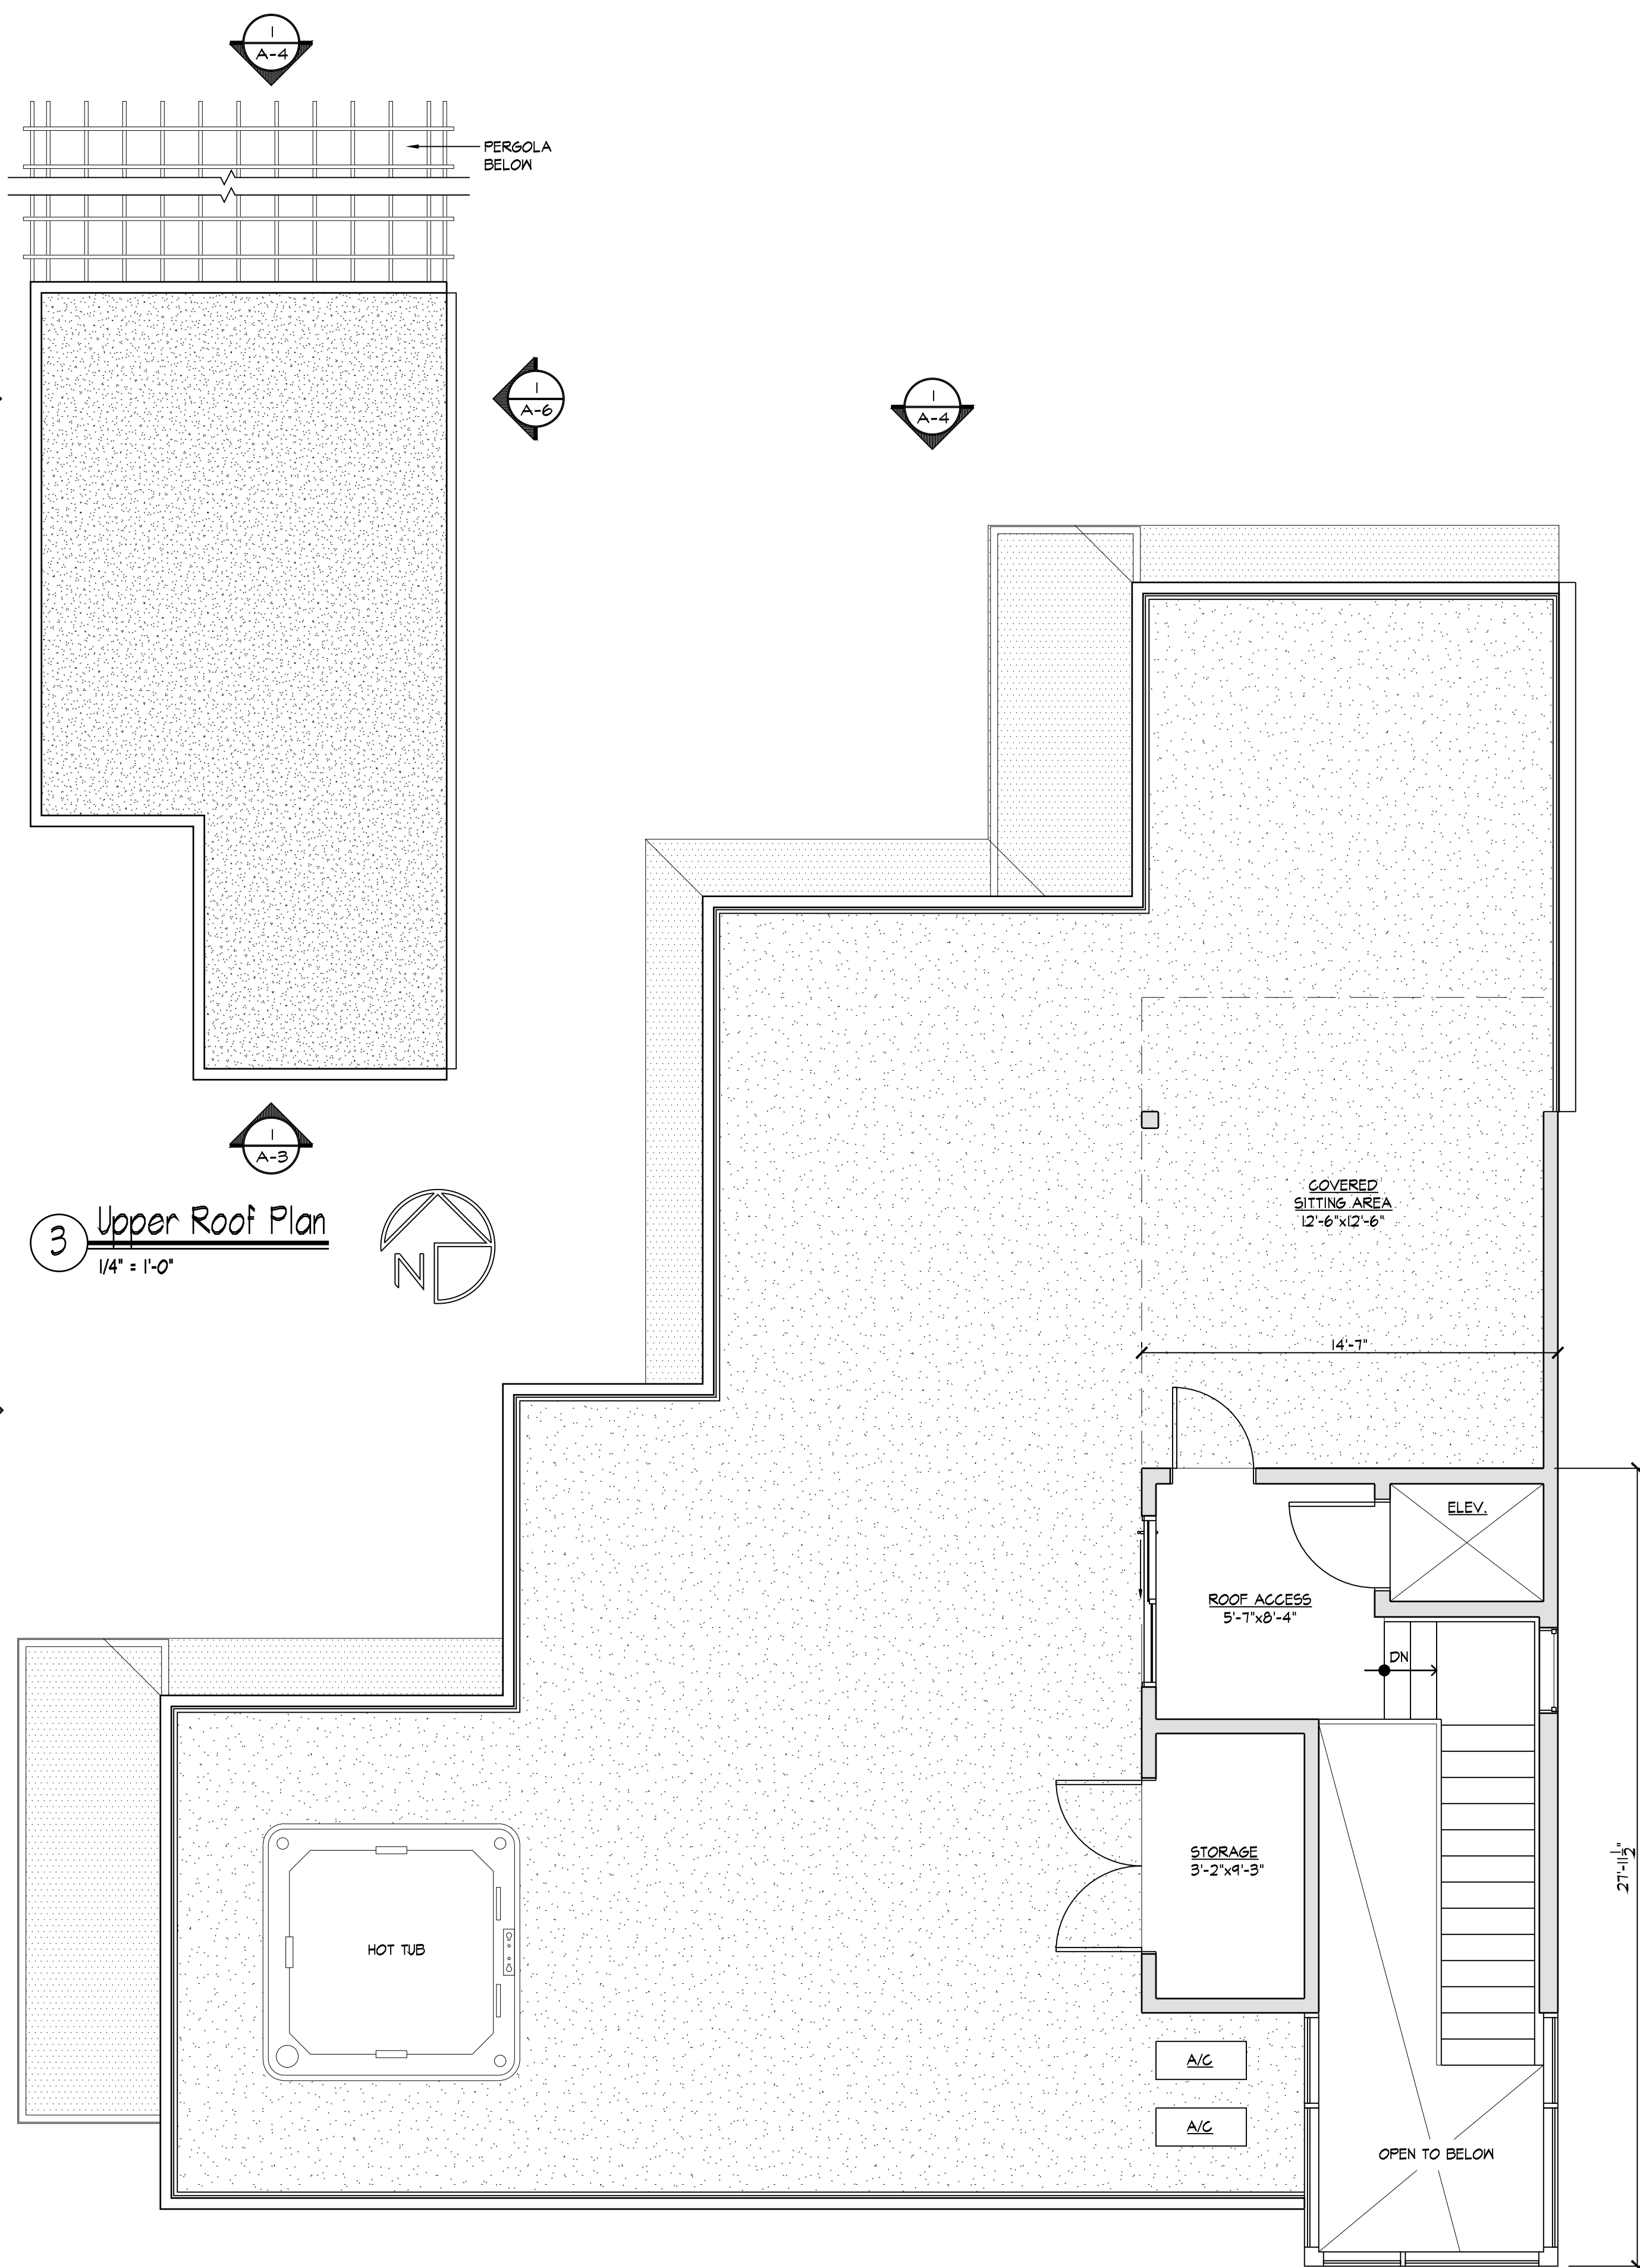 1
A-4
PERGOLA
BELOW
1
A-6
1
A-4
1
A-3
3
Upper Roof Plan
1/4" = 1'-0"
N
COVERED
SITTING AREA
12'-6"x12'-6"
14'-7"
ELEV.
ROOF ACCESS
5'-7"x8'-4"
DN
STORAGE
3'-2"x9'-3"
27'-11 1/2"
HOT TUB
A/C
A/C
OPEN TO BELOW